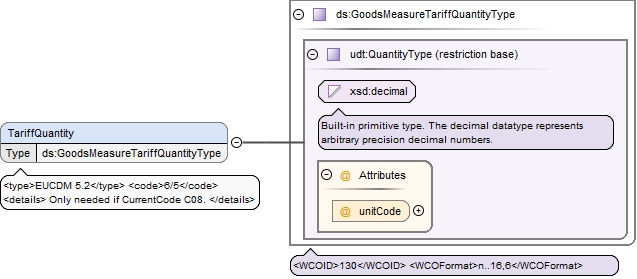 ds:GoodsMeasureTariffQuantityType
udt:QuantityType (restriction base)
xsd:decimal
Built-in primitive type. The decimal datatype represents
arbitrary precision decimal numbers.
TariffQuantity
Type ds:GoodsMeasureTariffQuantityType
<type>EUCDM 5.2</type> <code>6/5</code>
<details> Only needed if CurrentCode C08. </details>
@ Attributes
@ unitCode
<WCOID>130</WCOID> <WCOFormat>n..16,6</WCOFormat>